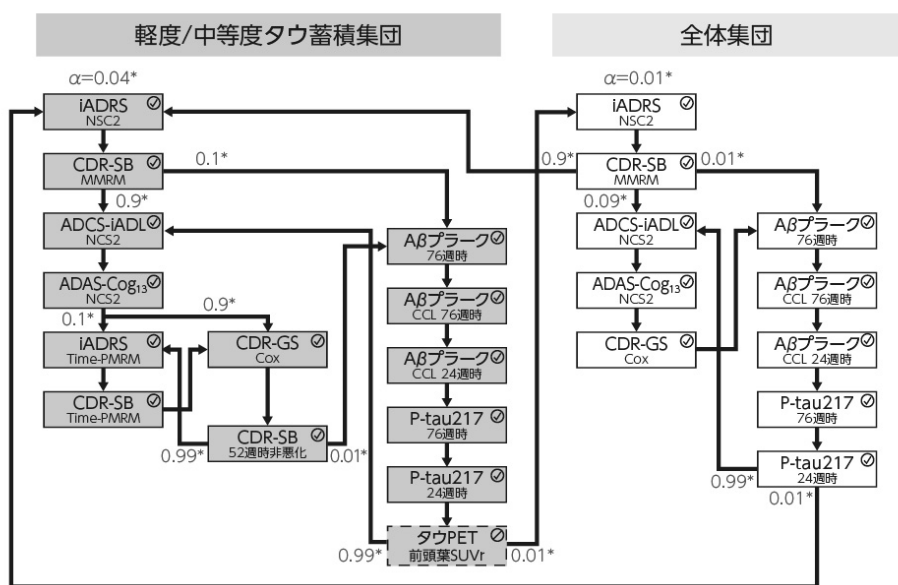 軽度/中等度タウ蓄積集団
α=0.04*
iADRS
NSC2
CDR-SB
MMRM
0.1*
0.9*
ADCS-iADL
NCS2
ADAS-Cog₁₃
NCS2
0.1*
0.9*
iADRS
Time-PMRM
CDR-SB
Time-PMRM
CDR-GS
Cox
CDR-SB
52週時非悪化
0.99*
0.01*
Aβプラーク
76週時
Aβプラーク
CCL 76週時
Aβプラーク
CCL 24週時
P-tau217
76週時
P-tau217
24週時
タウPET
前頭葉SUVr
0.99*
0.01*
全体集団
α=0.01*
iADRS
NSC2
CDR-SB
MMRM
0.9*
0.01*
0.09*
ADCS-iADL
NCS2
ADAS-Cog₁₃
NCS2
CDR-GS
Cox
Aβプラーク
76週時
Aβプラーク
CCL 76週時
Aβプラーク
CCL 24週時
P-tau217
76週時
P-tau217
24週時
0.99*
0.01*